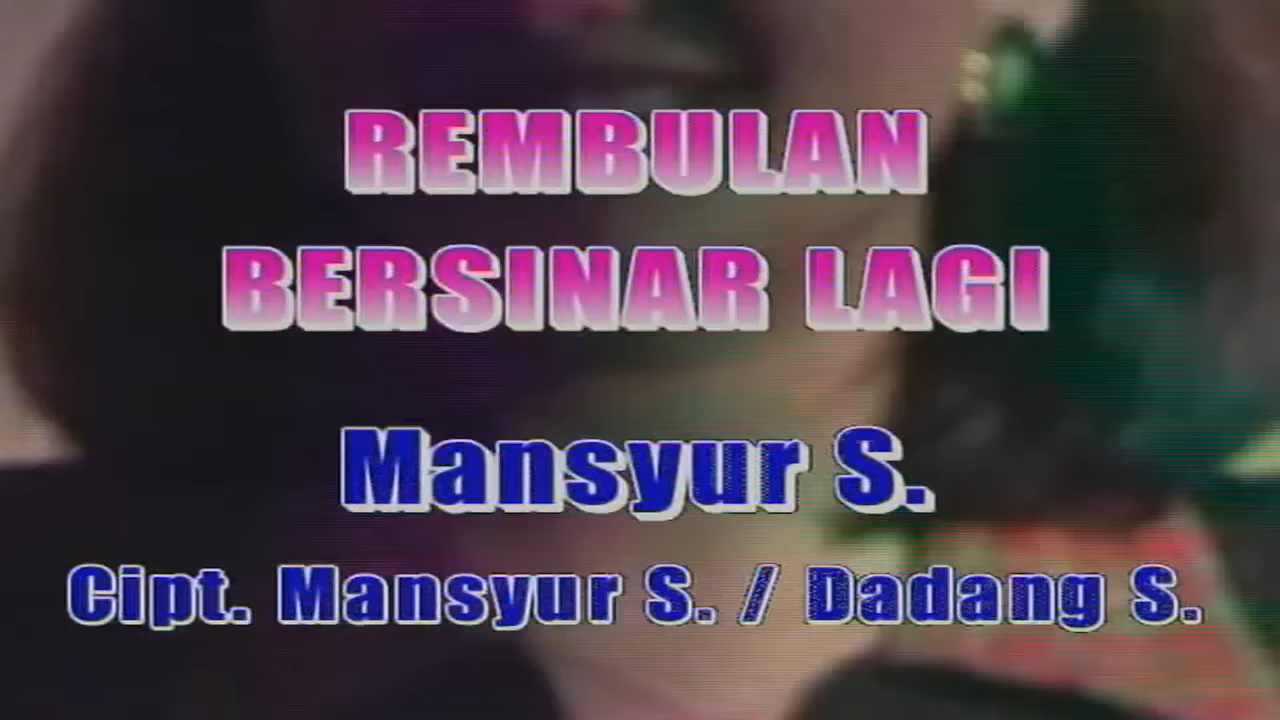 REMBULAN
BERSINAR LAGI
Mansyur S.
Cipt. Mansyur S. / Dadang S.